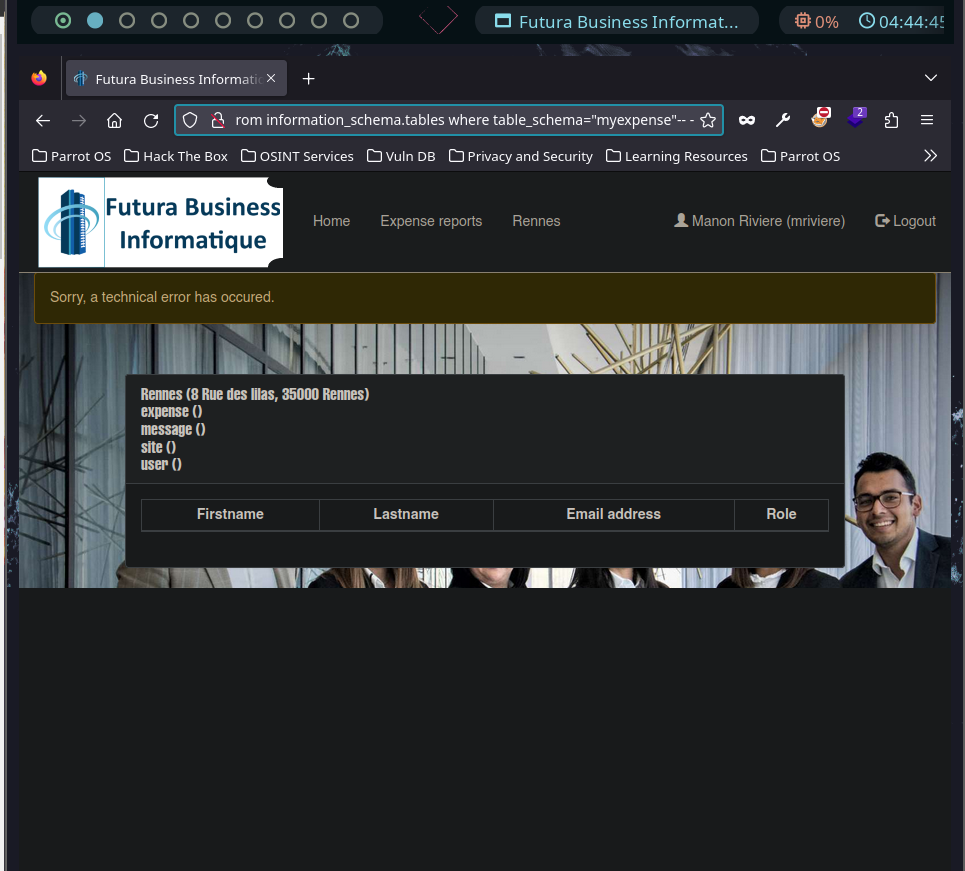 Futura Business Informat...
0%
04:44:45
Futura Business Informatic
rom information_schema.tables where table_schema="myexpense"-- -
2
Parrot OS
Hack The Box
OSINT Services
Vuln DB
Privacy and Security
Learning Resources
Parrot OS
Futura Business
Informatique
Home
Expense reports
Rennes
Manon Riviere (mriviere)
Logout
Sorry, a technical error has occured.
Rennes (8 Rue des lilas, 35000 Rennes)
expense ()
message ()
site ()
user ()
Firstname
Lastname
Email address
Role